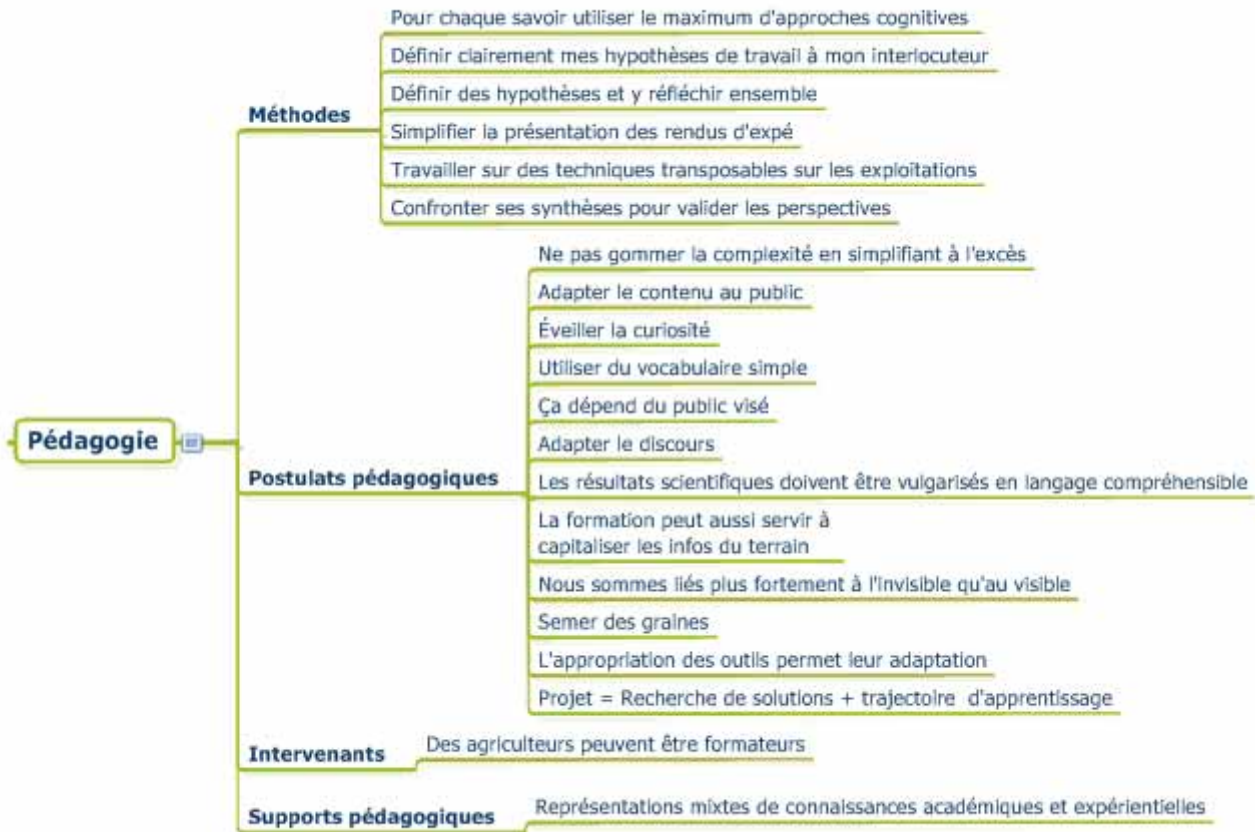 Pour chaque savoir utiliser le maximum d'approches cognitives
Définir clairement mes hypothèses de travail à mon interlocuteur
Définir des hypothèses et y réfléchir ensemble
Méthodes
Simplifier la présentation des rendus d'expé
Travailler sur des techniques transposables sur les exploitations
Confronter ses synthèses pour valider les perspectives
Ne pas gommer la complexité en simplifiant à l'excès
Adapter le contenu au public
Éveiller la curiosité
Utiliser du vocabulaire simple
Ça dépend du public visé
Pédagogie
Adapter le discours
Postulats pédagogiques
Les résultats scientifiques doivent être vulgarisés en langage compréhensible
La formation peut aussi servir à
capitaliser les infos du terrain
Nous sommes liés plus fortement à l'invisible qu'au visible
Semer des graines
L'appropriation des outils permet leur adaptation
Projet = Recherche de solutions + trajectoire d'apprentissage
Intervenants
Des agriculteurs peuvent être formateurs
Supports pédagogiques
Représentations mixtes de connaissances académiques et expérientielles